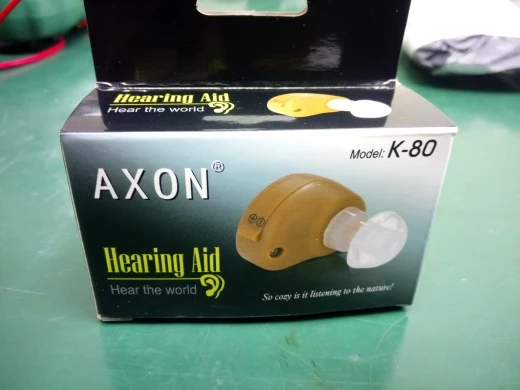 Hearing Aid
Hear the world
Model: K-80
AXON®
Hearing Aid
Hear the world
So cozy is it listening to the nature!